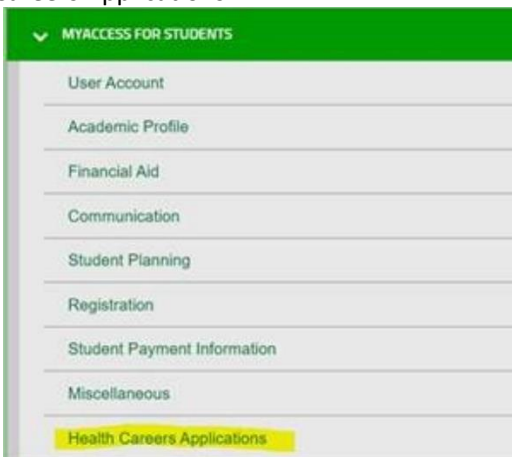 MYACCESS FOR STUDENTS
User Account
Academic Profile
Financial Aid
Communication
Student Planning
Registration
Student Payment Information
Miscellaneous
Health Careers Applications